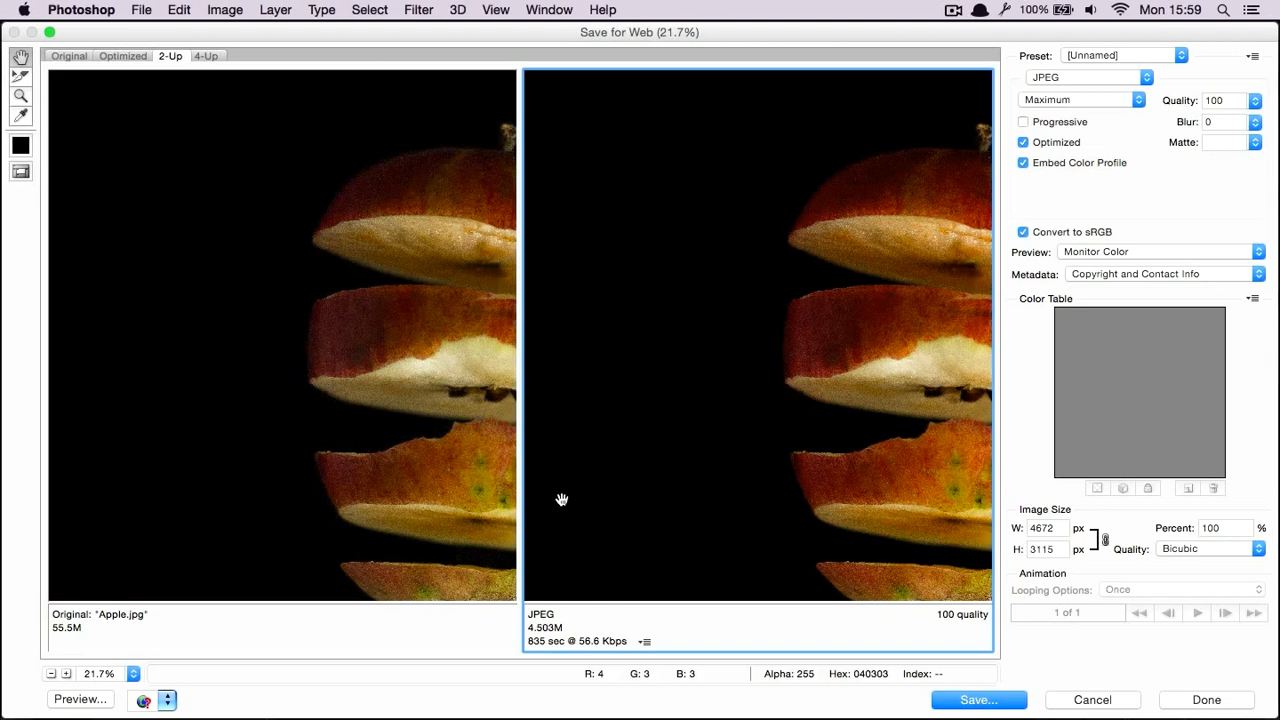 Photoshop File Edit Image Layer Type Select Filter 3D View Window Help 100% Mon 15:59
Save for Web (21.7%)
Original Optimized 2-Up 4-Up
Preset: [Unnamed]
JPEG
Maximum Quality: 100
Progressive Blur: 0
Optimized Matte:
Embed Color Profile
Convert to sRGB
Preview: Monitor Color
Metadata: Copyright and Contact Info
Color Table
Image Size
W: 4672 px Percent: 100 %
H: 3115 px Quality: Bicubic
Animation
Looping Options: Once
1 of 1
Original: "Apple.jpg"
55.5M
JPEG 100 quality
4.503M
835 sec @ 56.6 Kbps
21.7% R: 4 G: 3 B: 3 Alpha: 255 Hex: 040303 Index: --
Preview... Save... Cancel Done